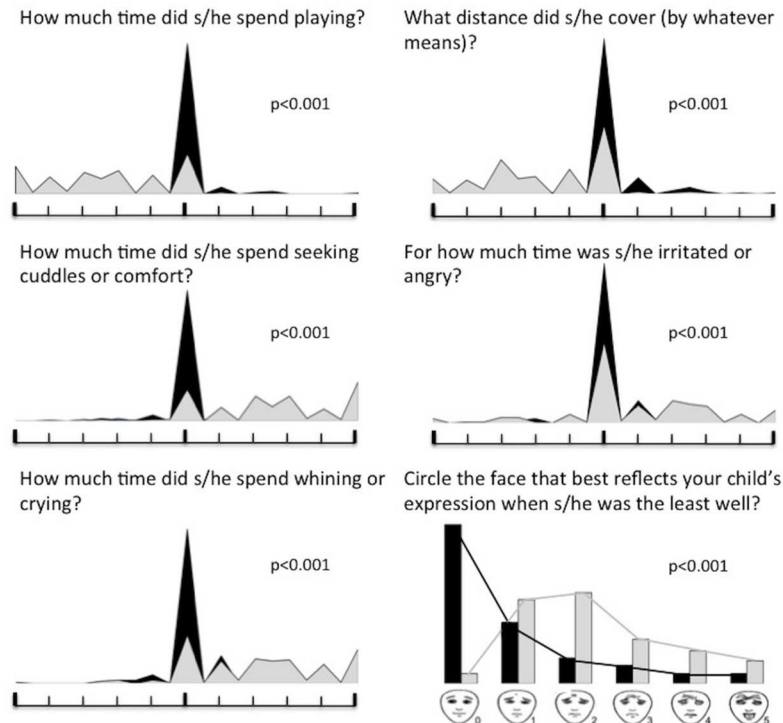 How much time did s/he spend playing?
p<0.001
What distance did s/he cover (by whatever
means)?
p<0.001
How much time did s/he spend seeking
cuddles or comfort?
p<0.001
For how much time was s/he irritated or
angry?
p<0.001
How much time did s/he spend whining or
crying?
p<0.001
Circle the face that best reflects your child’s
expression when s/he was the least well?
p<0.001
0
1
2
4